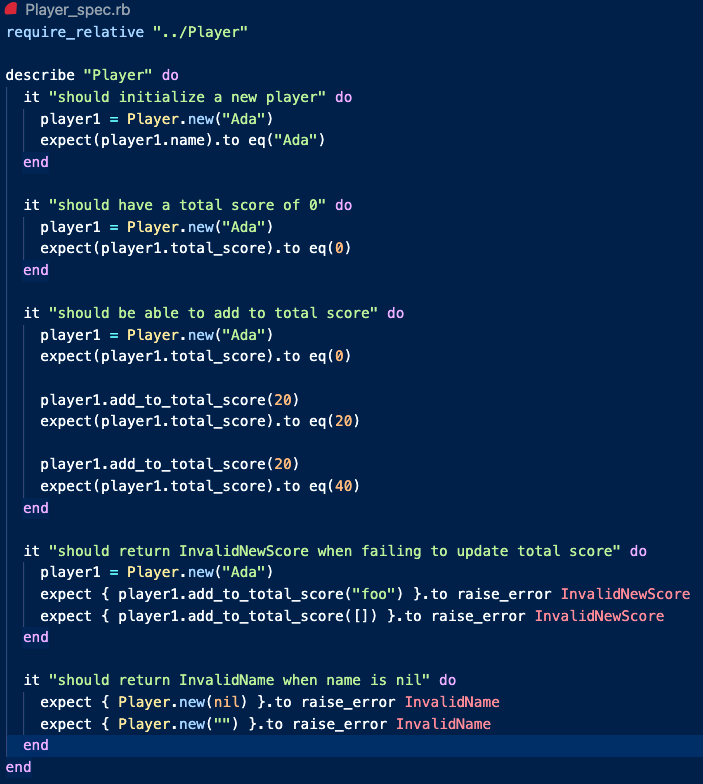 Player_spec.rb
require_relative "../Player"

describe "Player" do
  it "should initialize a new player" do
    player1 = Player.new("Ada")
    expect(player1.name).to eq("Ada")
  end

  it "should have a total score of 0" do
    player1 = Player.new("Ada")
    expect(player1.total_score).to eq(0)
  end

  it "should be able to add to total score" do
    player1 = Player.new("Ada")
    expect(player1.total_score).to eq(0)

    player1.add_to_total_score(20)
    expect(player1.total_score).to eq(20)

    player1.add_to_total_score(20)
    expect(player1.total_score).to eq(40)
  end

  it "should return InvalidNewScore when failing to update total score" do
    player1 = Player.new("Ada")
    expect { player1.add_to_total_score("foo") }.to raise_error InvalidNewScore
    expect { player1.add_to_total_score([]) }.to raise_error InvalidNewScore
  end

  it "should return InvalidName when name is nil" do
    expect { Player.new(nil) }.to raise_error InvalidName
    expect { Player.new("") }.to raise_error InvalidName
  end
end